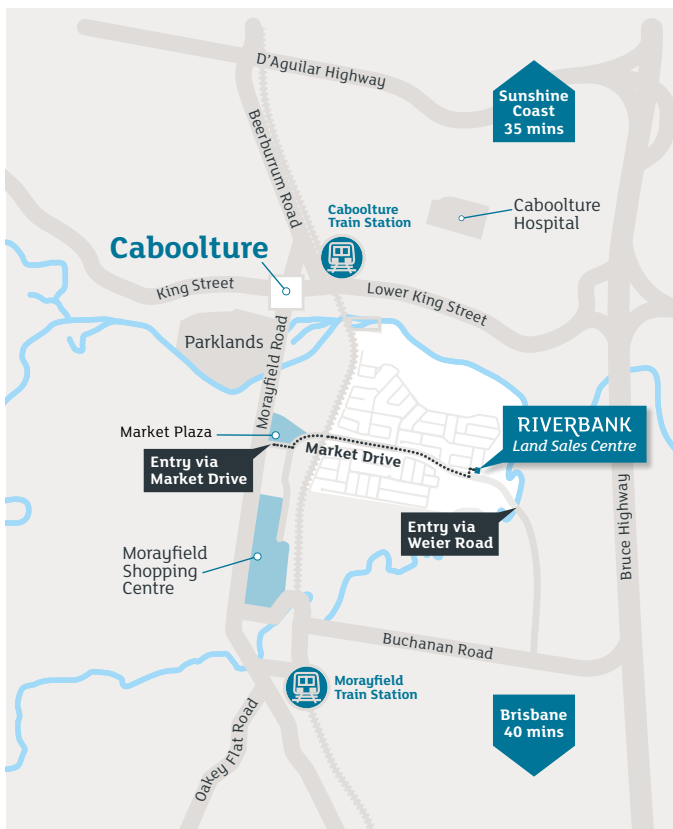 D'Aguilar Highway
Sunshine
Coast
35 mins
Beerburrum Road
Caboolture
Train Station
Caboolture
Hospital
Caboolture
King Street
Lower King Street
Parklands
Morayfield Road
Market Plaza
RIVERBANK
Land Sales Centre
Market Drive
Entry via
Market Drive
Bruce Highway
Entry via
Weier Road
Morayfield
Shopping
Centre
Buchanan Road
Morayfield
Train Station
Oakey Flat Road
Brisbane
40 mins